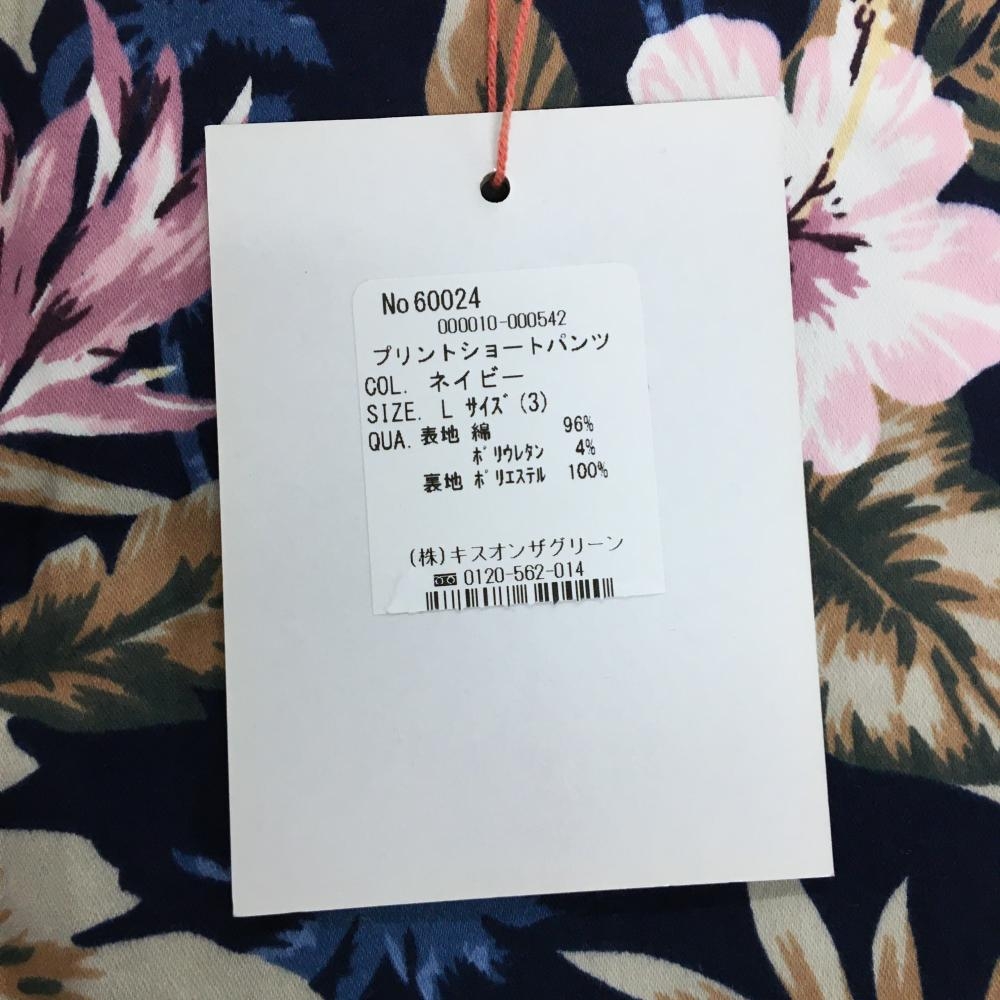 No 60024
000010-000542
プリントショートパンツ
COL. ネイビー
SIZE. L ｻｲｽﾞ(3)
QUA. 表地 綿 96%
ﾎﾟﾘｳﾚﾀﾝ 4%
裏地 ﾎﾟﾘｴｽﾃﾙ 100%
(株)キスオンザグリーン
0120-562-014